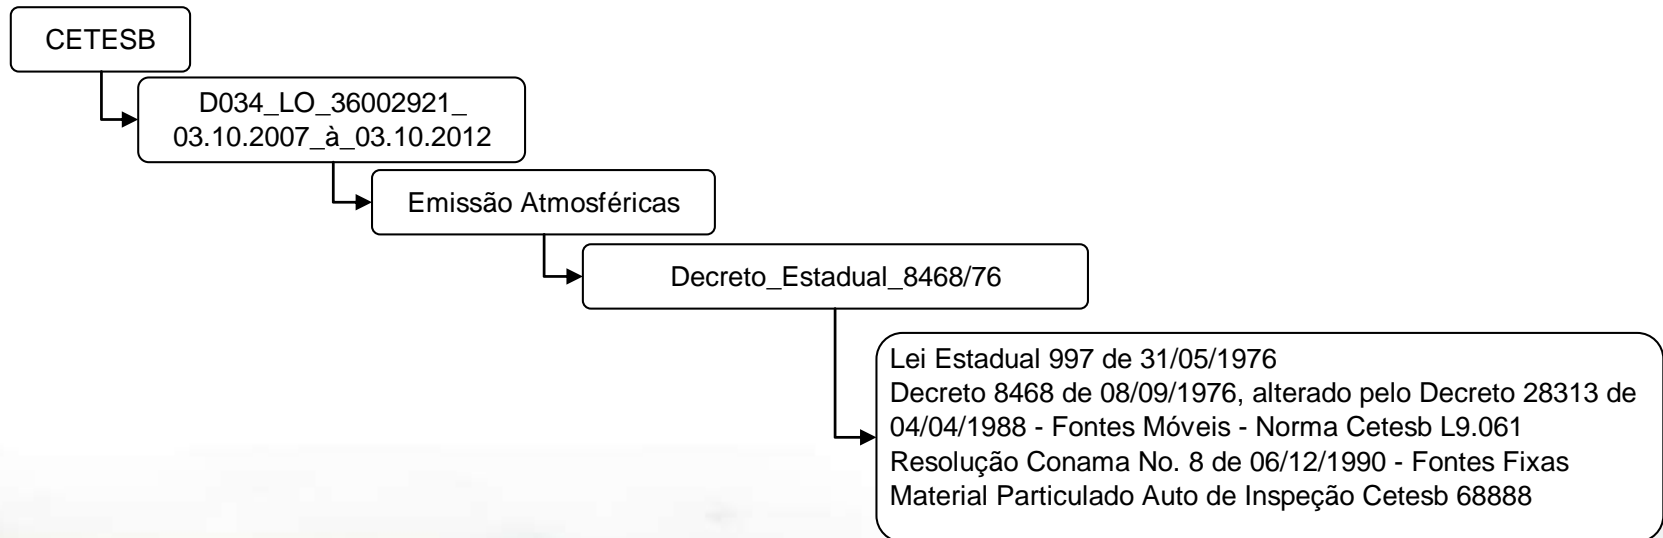 CETESB
D034_LO_36002921_
03.10.2007_à_03.10.2012
Emissão Atmosféricas
Decreto_Estadual_8468/76
Lei Estadual 997 de 31/05/1976
Decreto 8468 de 08/09/1976, alterado pelo Decreto 28313 de
04/04/1988 - Fontes Móveis - Norma Cetesb L9.061
Resolução Conama No. 8 de 06/12/1990 - Fontes Fixas
Material Particulado Auto de Inspeção Cetesb 68888